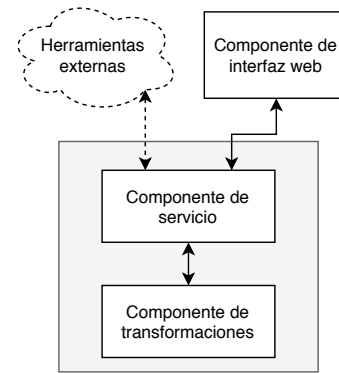 Herramientas
externas
Componente de
interfaz web
Componente de
servicio
Componente de
transformaciones